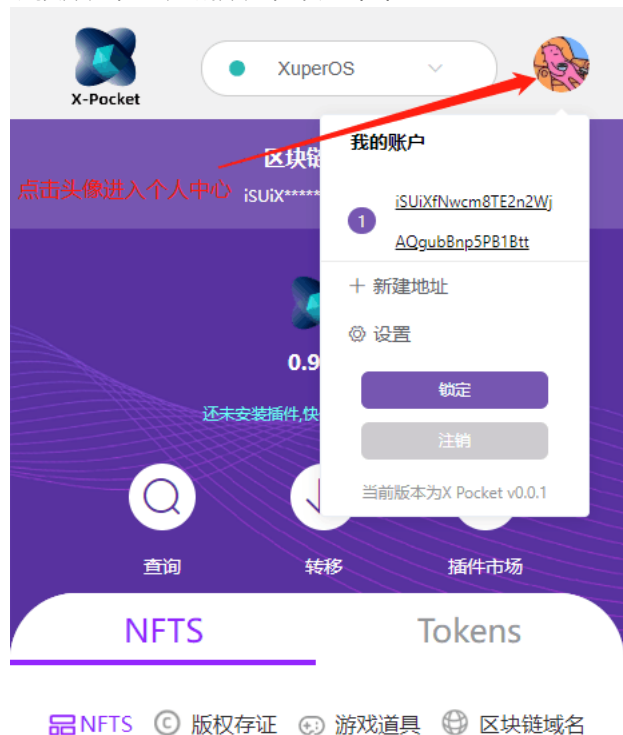 X-Pocket
XuperOS
我的账户
区块链
点击头像进入个人中心
iSUiX*****
1
iSUiXfNwcm8TE2n2Wj
AQgubBnp5PB1Btt
+ 新建地址
设置
0.9
锁定
还未安装插件,快
注销
当前版本为X Pocket v0.0.1
查询
转移
插件市场
NFTS
Tokens
NFTS
版权存证
游戏道具
区块链域名